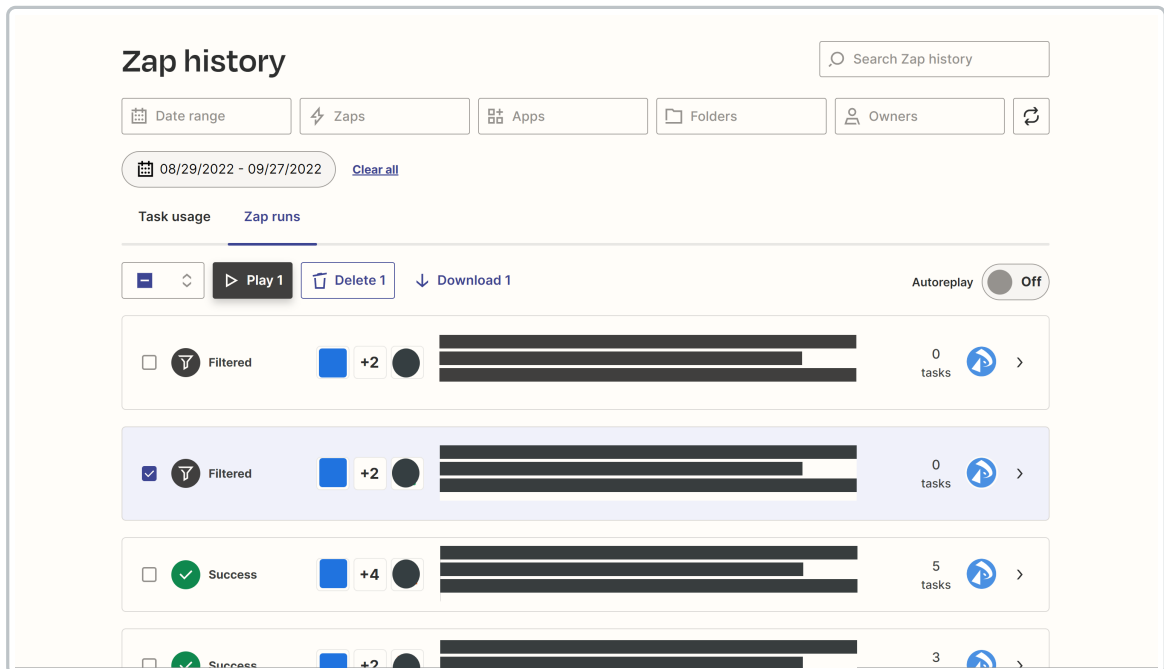 Zap history
Search Zap history
Date range
Zaps
Apps
Folders
Owners
08/29/2022 - 09/27/2022
Clear all
Task usage
Zap runs
Play 1
Delete 1
Download 1
Autoreplay
Off
Filtered
+2
0
tasks
Filtered
+2
0
tasks
Success
+4
5
tasks
Success
+2
3